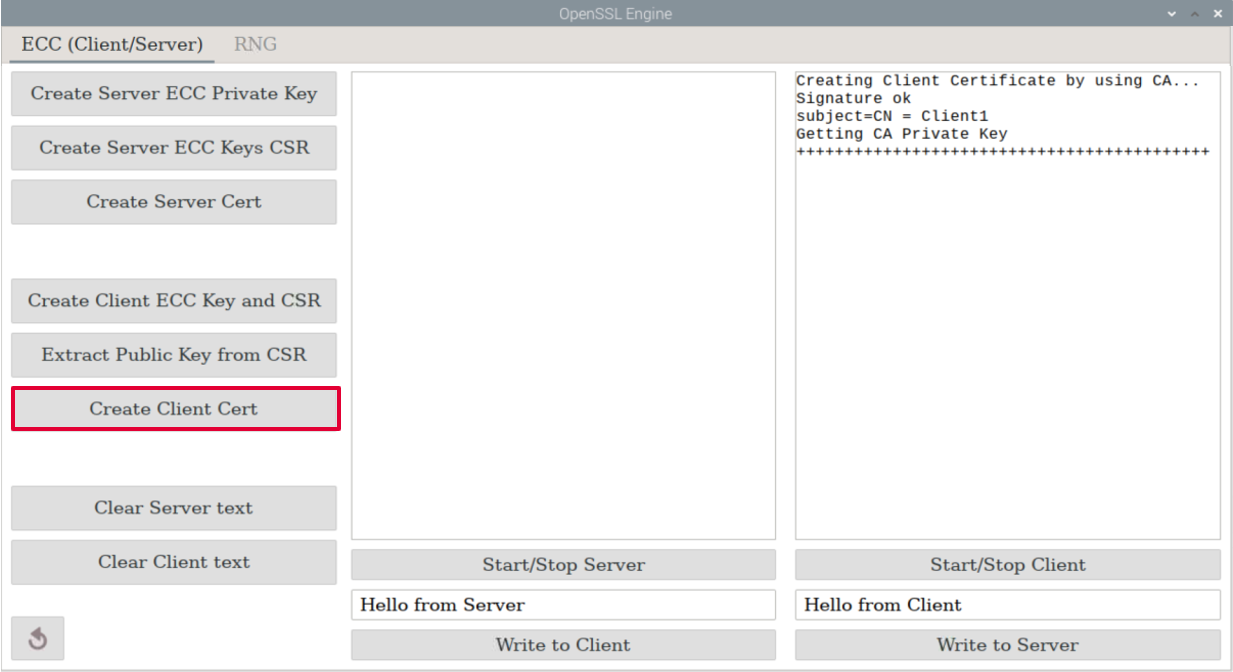 OpenSSL Engine
ECC (Client/Server)
RNG
Create Server ECC Private Key
Create Server ECC Keys CSR
Create Server Cert
Create Client ECC Key and CSR
Extract Public Key from CSR
Create Client Cert
Clear Server text
Clear Client text
Start/Stop Server
Hello from Server
Write to Client
Creating Client Certificate by using CA...
Signature ok
subject=CN = Client1
Getting CA Private Key
+++++++++++++++++++++++++++++++++++++++++++
Start/Stop Client
Hello from Client
Write to Server